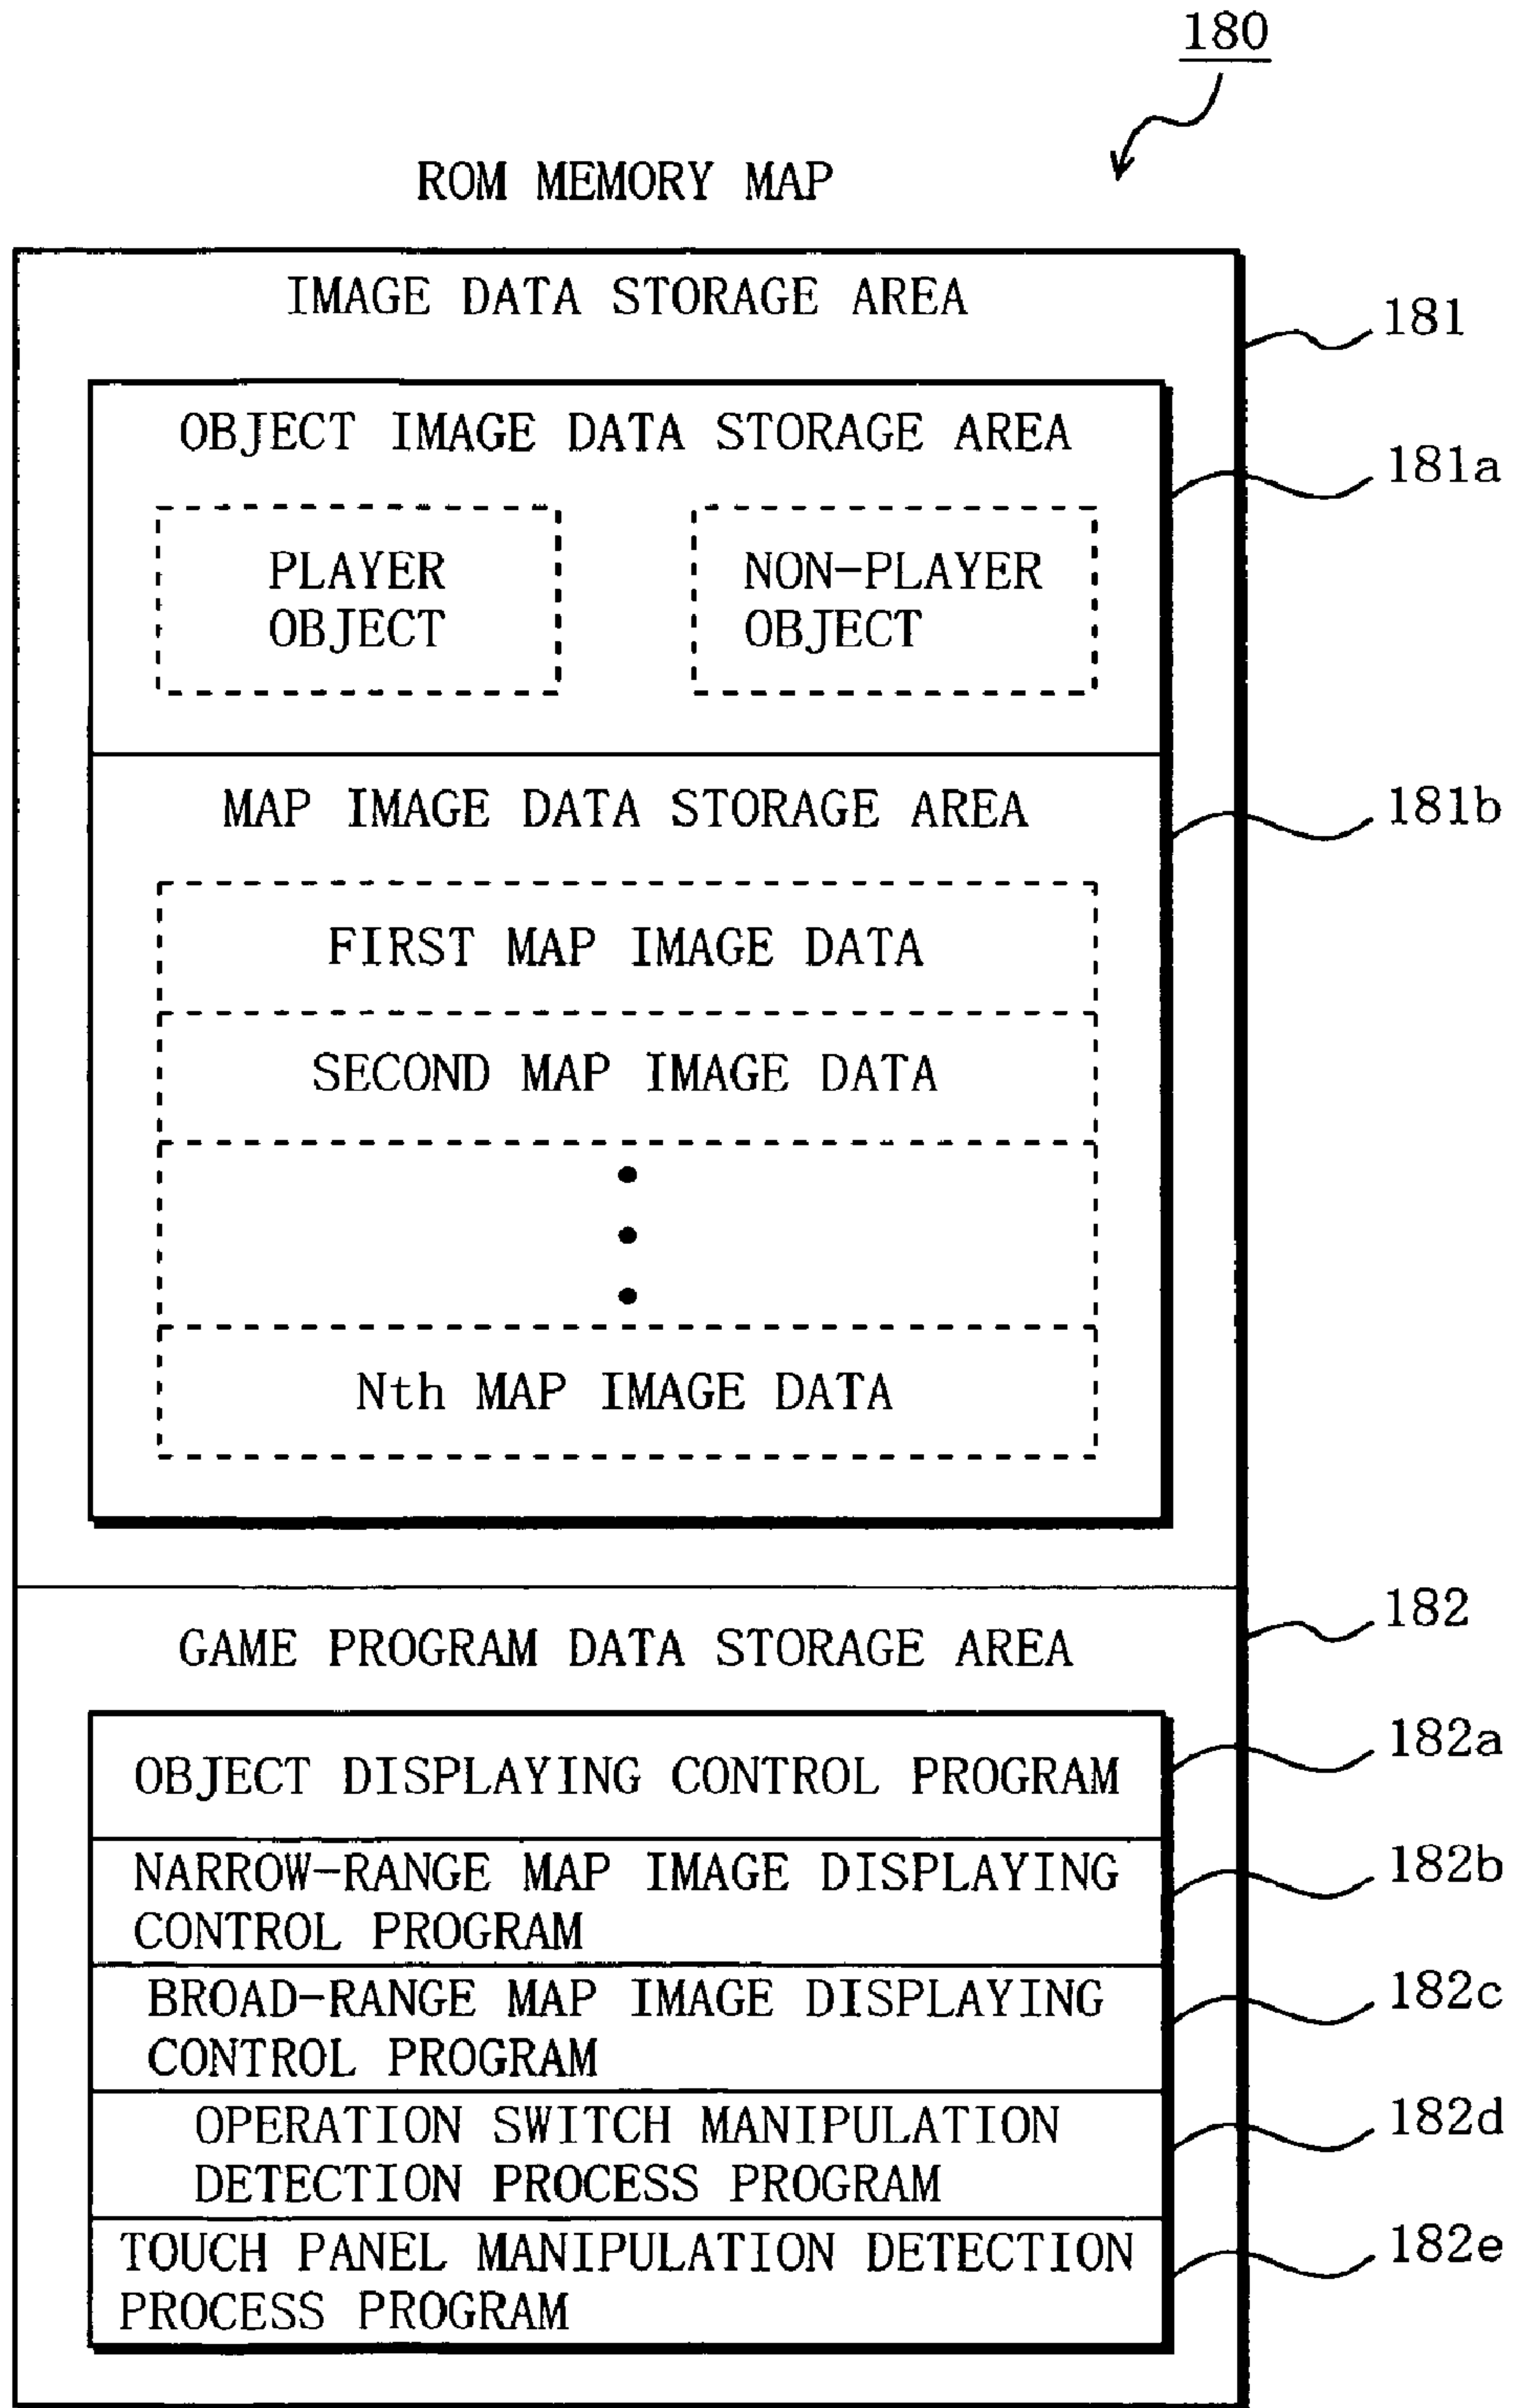 180
ROM MEMORY MAP
IMAGE DATA STORAGE AREA
181
OBJECT IMAGE DATA STORAGE AREA
181a
PLAYER
OBJECT
NON-PLAYER
OBJECT
MAP IMAGE DATA STORAGE AREA
181b
FIRST MAP IMAGE DATA
SECOND MAP IMAGE DATA
Nth MAP IMAGE DATA
182
GAME PROGRAM DATA STORAGE AREA
182a
OBJECT DISPLAYING CONTROL PROGRAM
182b
NARROW-RANGE MAP IMAGE DISPLAYING
CONTROL PROGRAM
182c
BROAD-RANGE MAP IMAGE DISPLAYING
CONTROL PROGRAM
182d
OPERATION SWITCH MANIPULATION
DETECTION PROCESS PROGRAM
182e
TOUCH PANEL MANIPULATION DETECTION
PROCESS PROGRAM